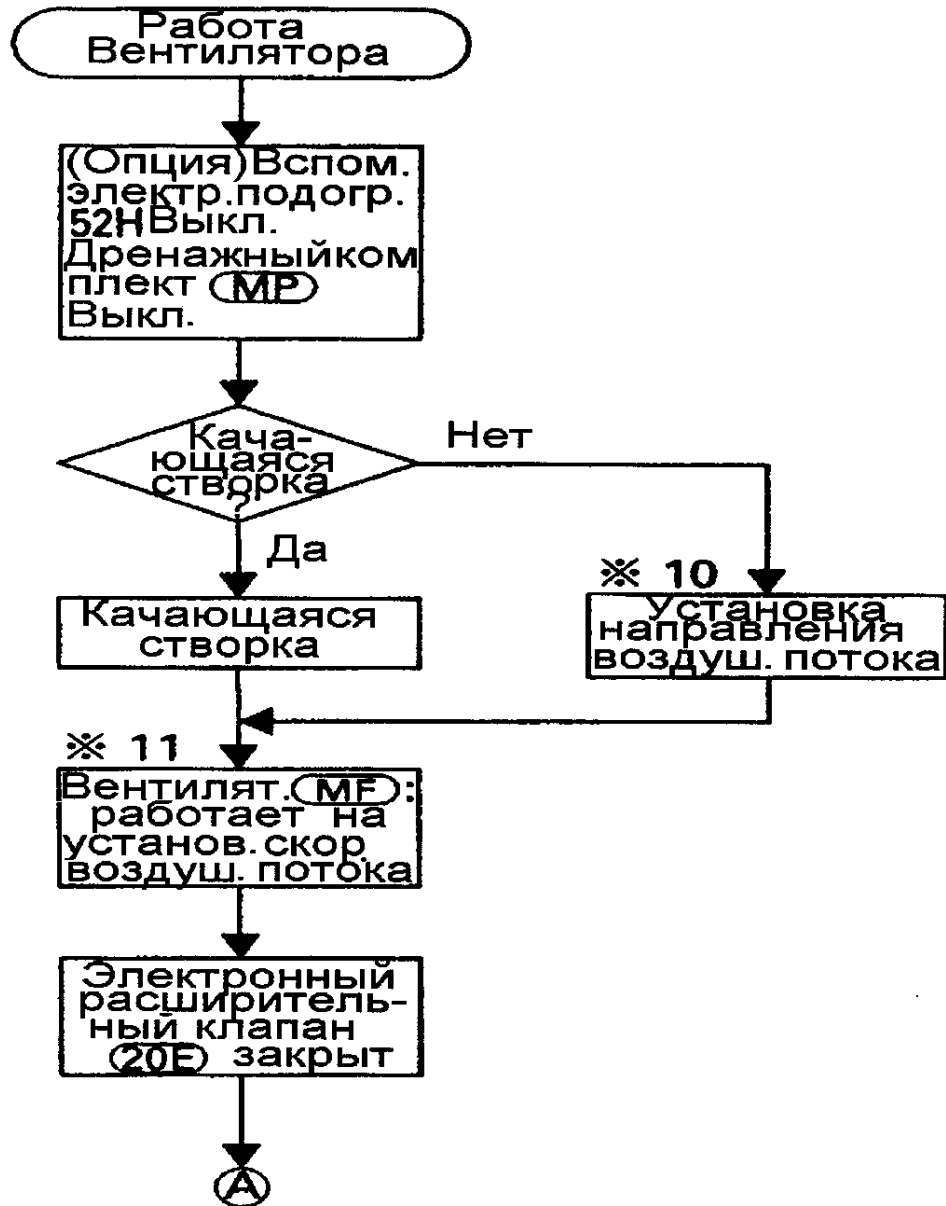 Работа
Вентилятора
(Опция)Вспом.
электр.подогр.
52НВыкл.
Дренажныйком
плект MP
Выкл.
Кача-
ющаяся
створка
?
Нет
Да
Качающаяся
створка
※ 10
Установка
направления
воздуш. потока
※ 11
Вентилят. MF :
работает на
установ.скор.
воздуш. потока
Электронный
расширитель-
ный клапан
20E закрыт
A